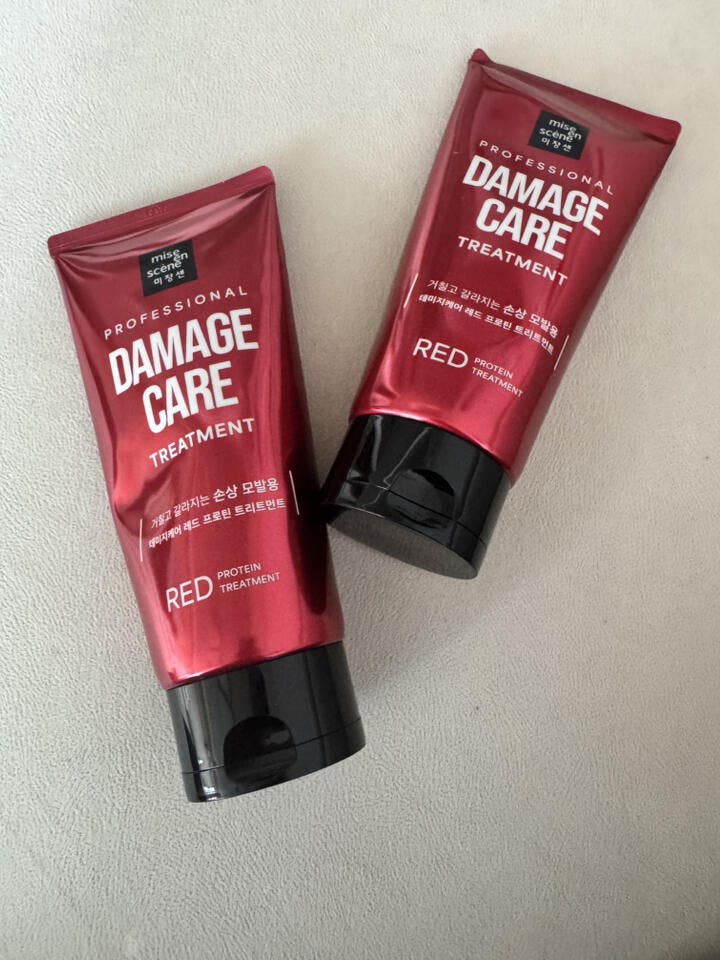 mise
en
scène
미장센
PROFESSIONAL
DAMAGE
CARE
TREATMENT
거칠고 갈라지는 손상 모발용
데미지케어 레드 프로틴 트리트먼트
RED PROTEIN
TREATMENT
mise
en
scène
미장센
PROFESSIONAL
DAMAGE
CARE
TREATMENT
거칠고 갈라지는 손상 모발용
데미지케어 레드 프로틴 트리트먼트
RED PROTEIN
TREATMENT